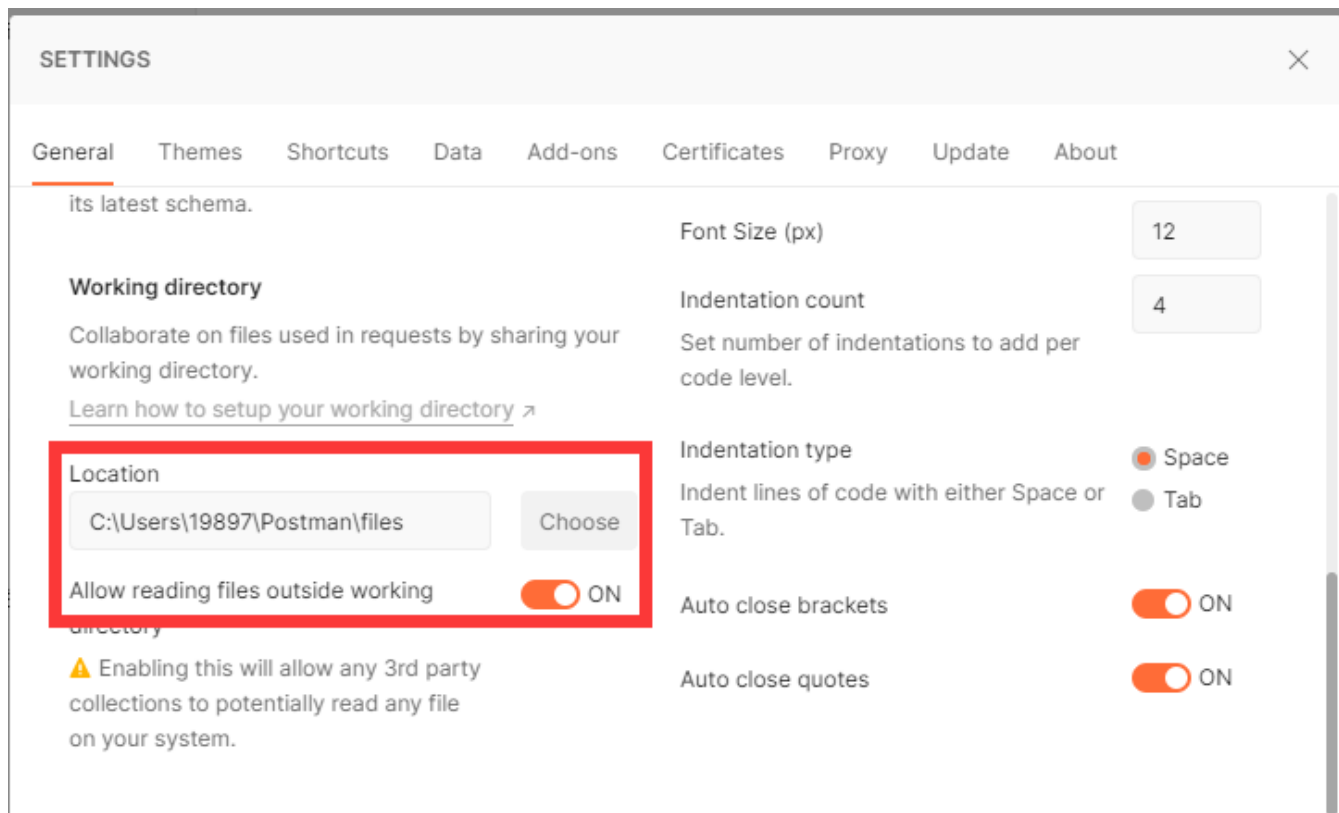 SETTINGS
General Themes Shortcuts Data Add-ons Certificates Proxy Update About
its latest schema.
Working directory
Collaborate on files used in requests by sharing your
working directory.
Learn how to setup your working directory ↗
Location
C:\Users\19897\Postman\files
Choose
Allow reading files outside working
ON
directory
Enabling this will allow any 3rd party
collections to potentially read any file
on your system.
Font Size (px)
12
Indentation count
4
Set number of indentations to add per
code level.
Indentation type
Space
Indent lines of code with either Space or
Tab.
Tab
Auto close brackets
ON
Auto close quotes
ON